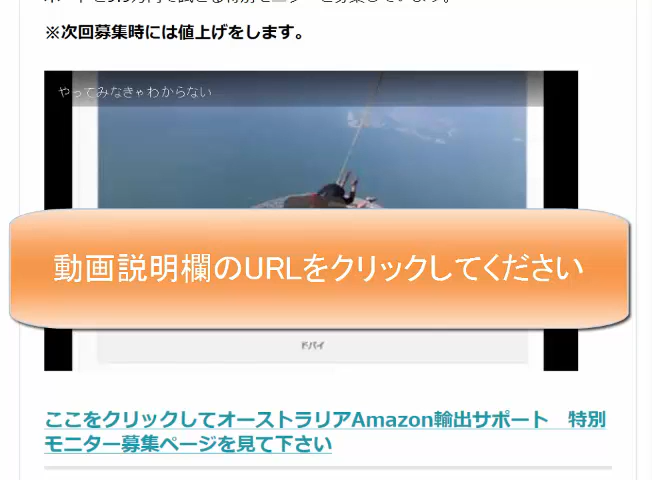 ※次回募集時には値上げをします。
やってみなきゃわからない
動画説明欄のURLをクリックしてください
ドバイ
ここをクリックしてオーストラリアAmazon輸出サポート　特別
モニター募集ページを見て下さい